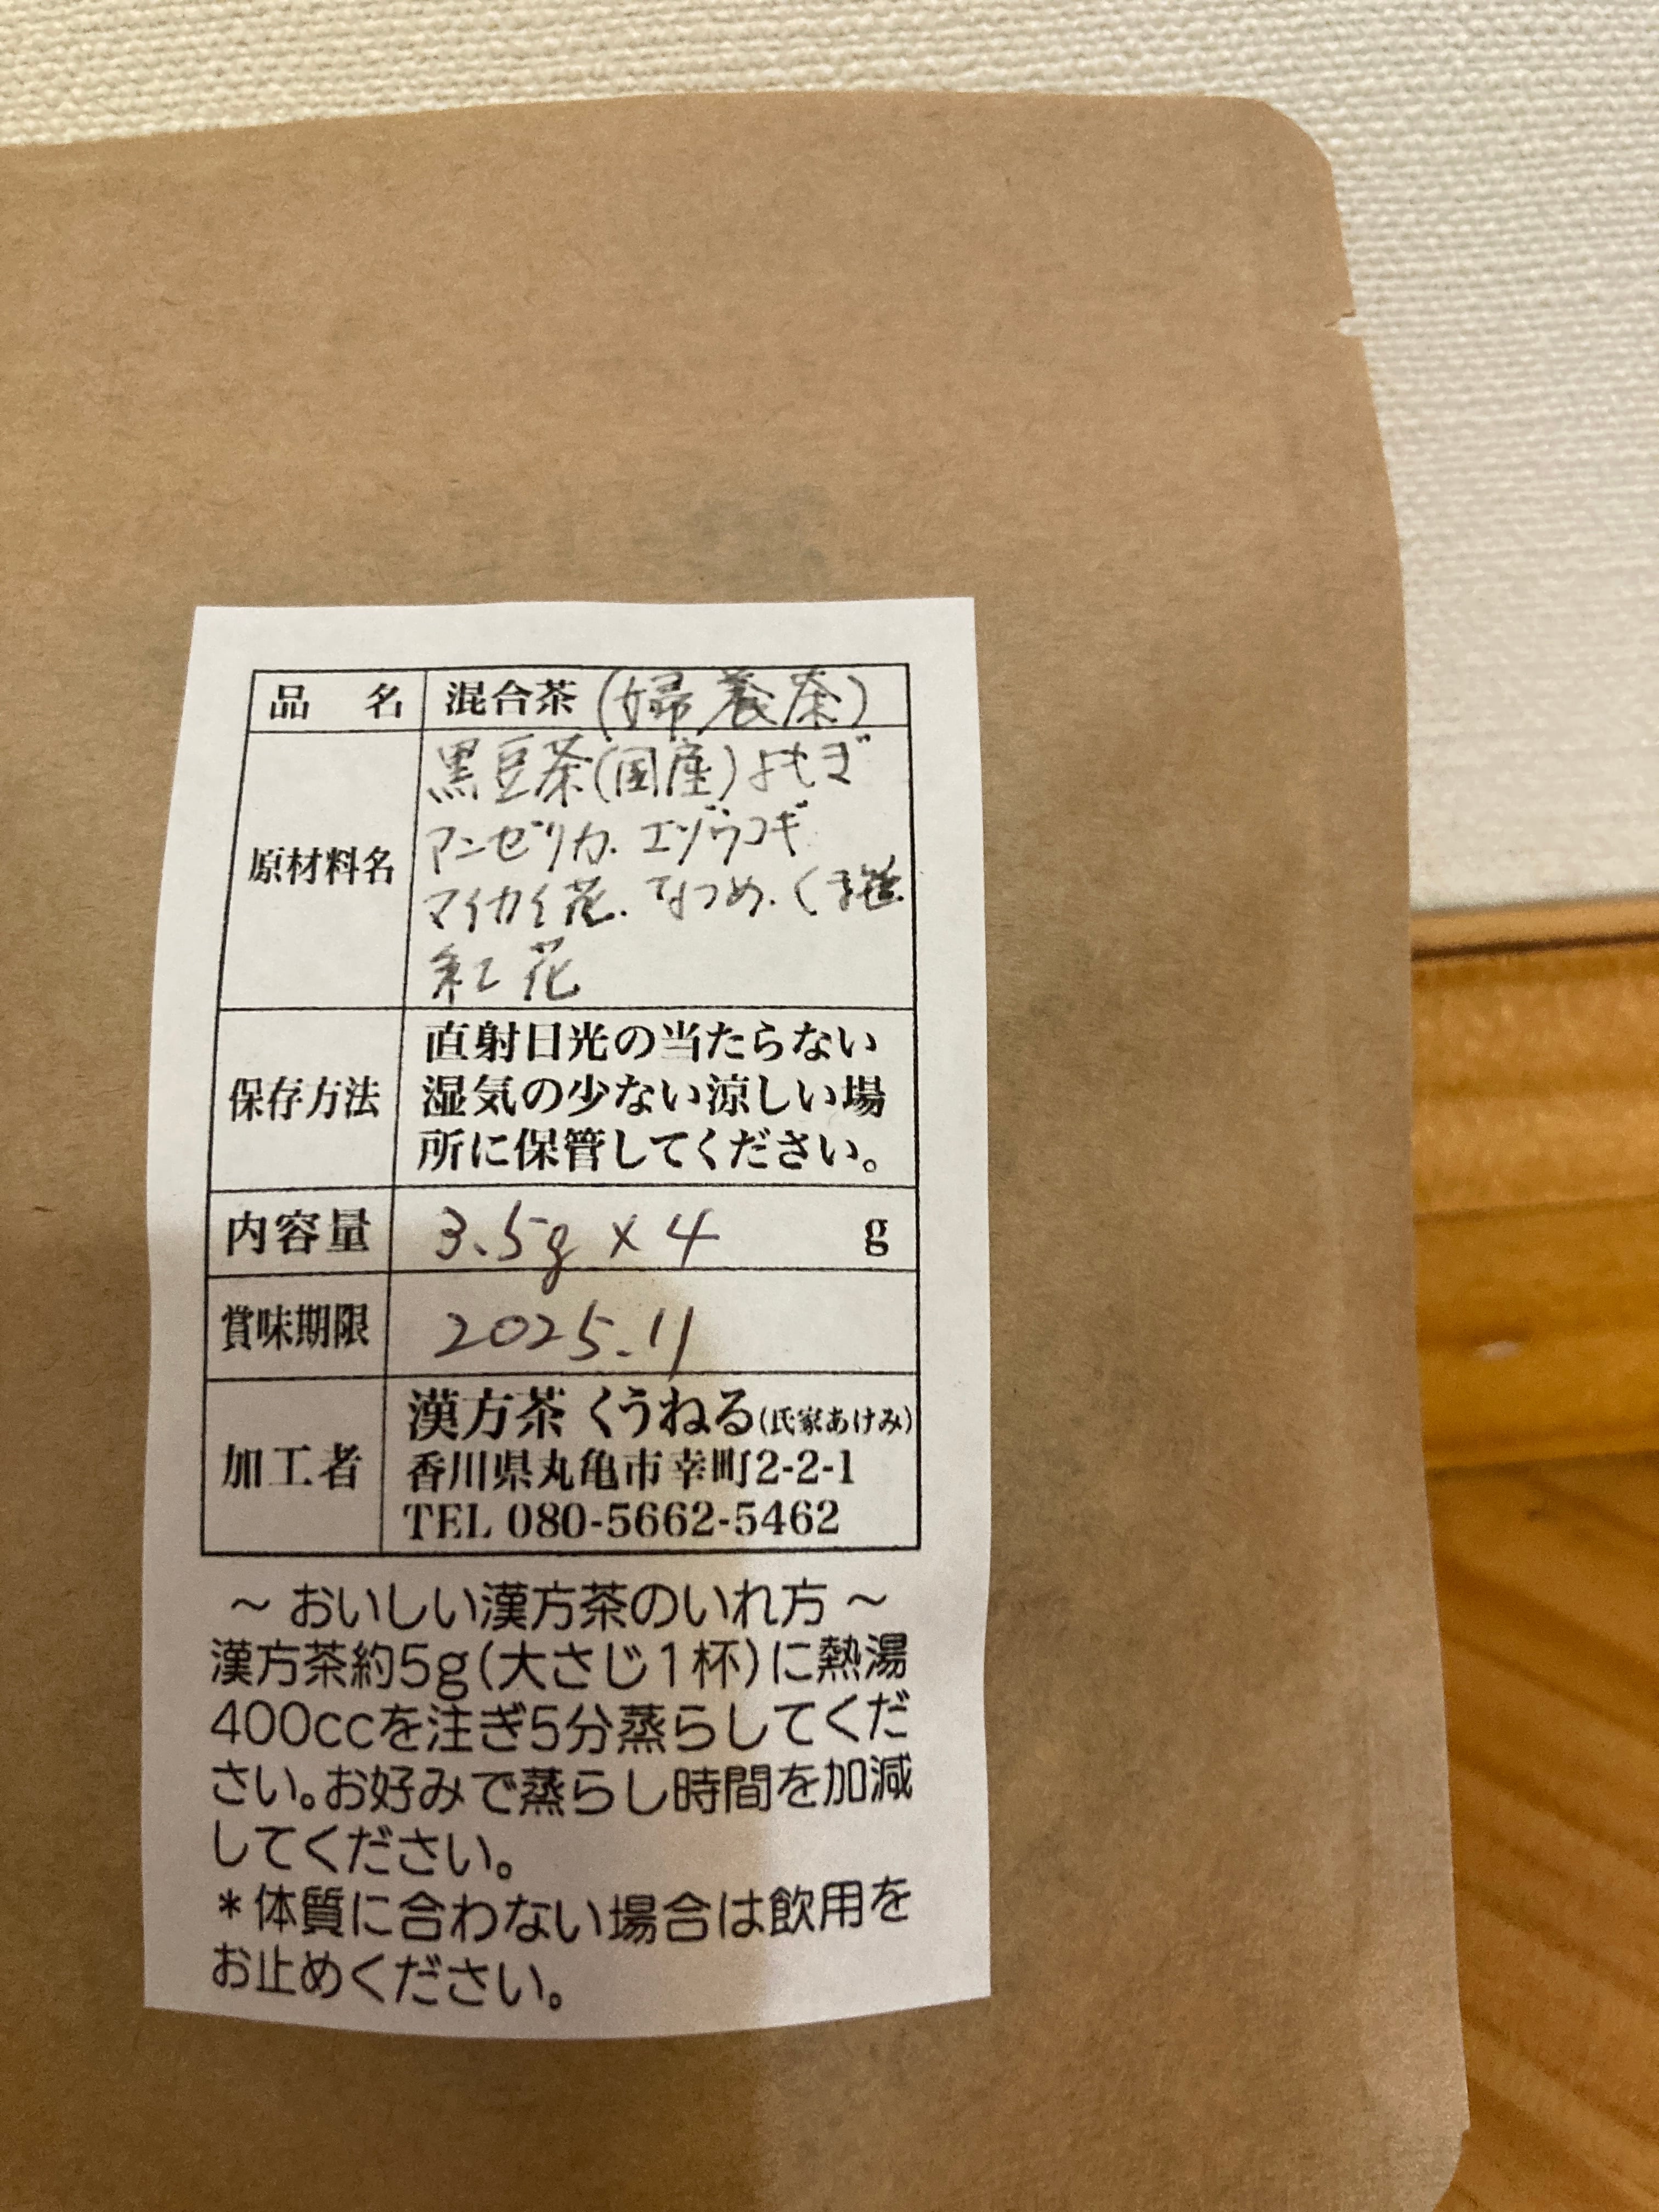 品 名 混合茶(婦養茶)
原材料名 黒豆茶(国産)よもぎ
アンゼリカ. エゾウコギ
マイカイ花. なつめ. くま笹.
紅花
保存方法 直射日光の当たらない
湿気の少ない涼しい場
所に保管してください。
内容量 3.5g×4 g
賞味期限 2025.11
加工者 漢方茶 くうねる(氏家あけみ)
香川県丸亀市幸町2-2-1
TEL 080-5662-5462
～ おいしい漢方茶のいれ方 ～
漢方茶約5g(大さじ1杯)に熱湯
400ccを注ぎ5分蒸らしてくだ
さい。お好みで蒸らし時間を加減
してください。
*体質に合わない場合は飲用を
お止めください。